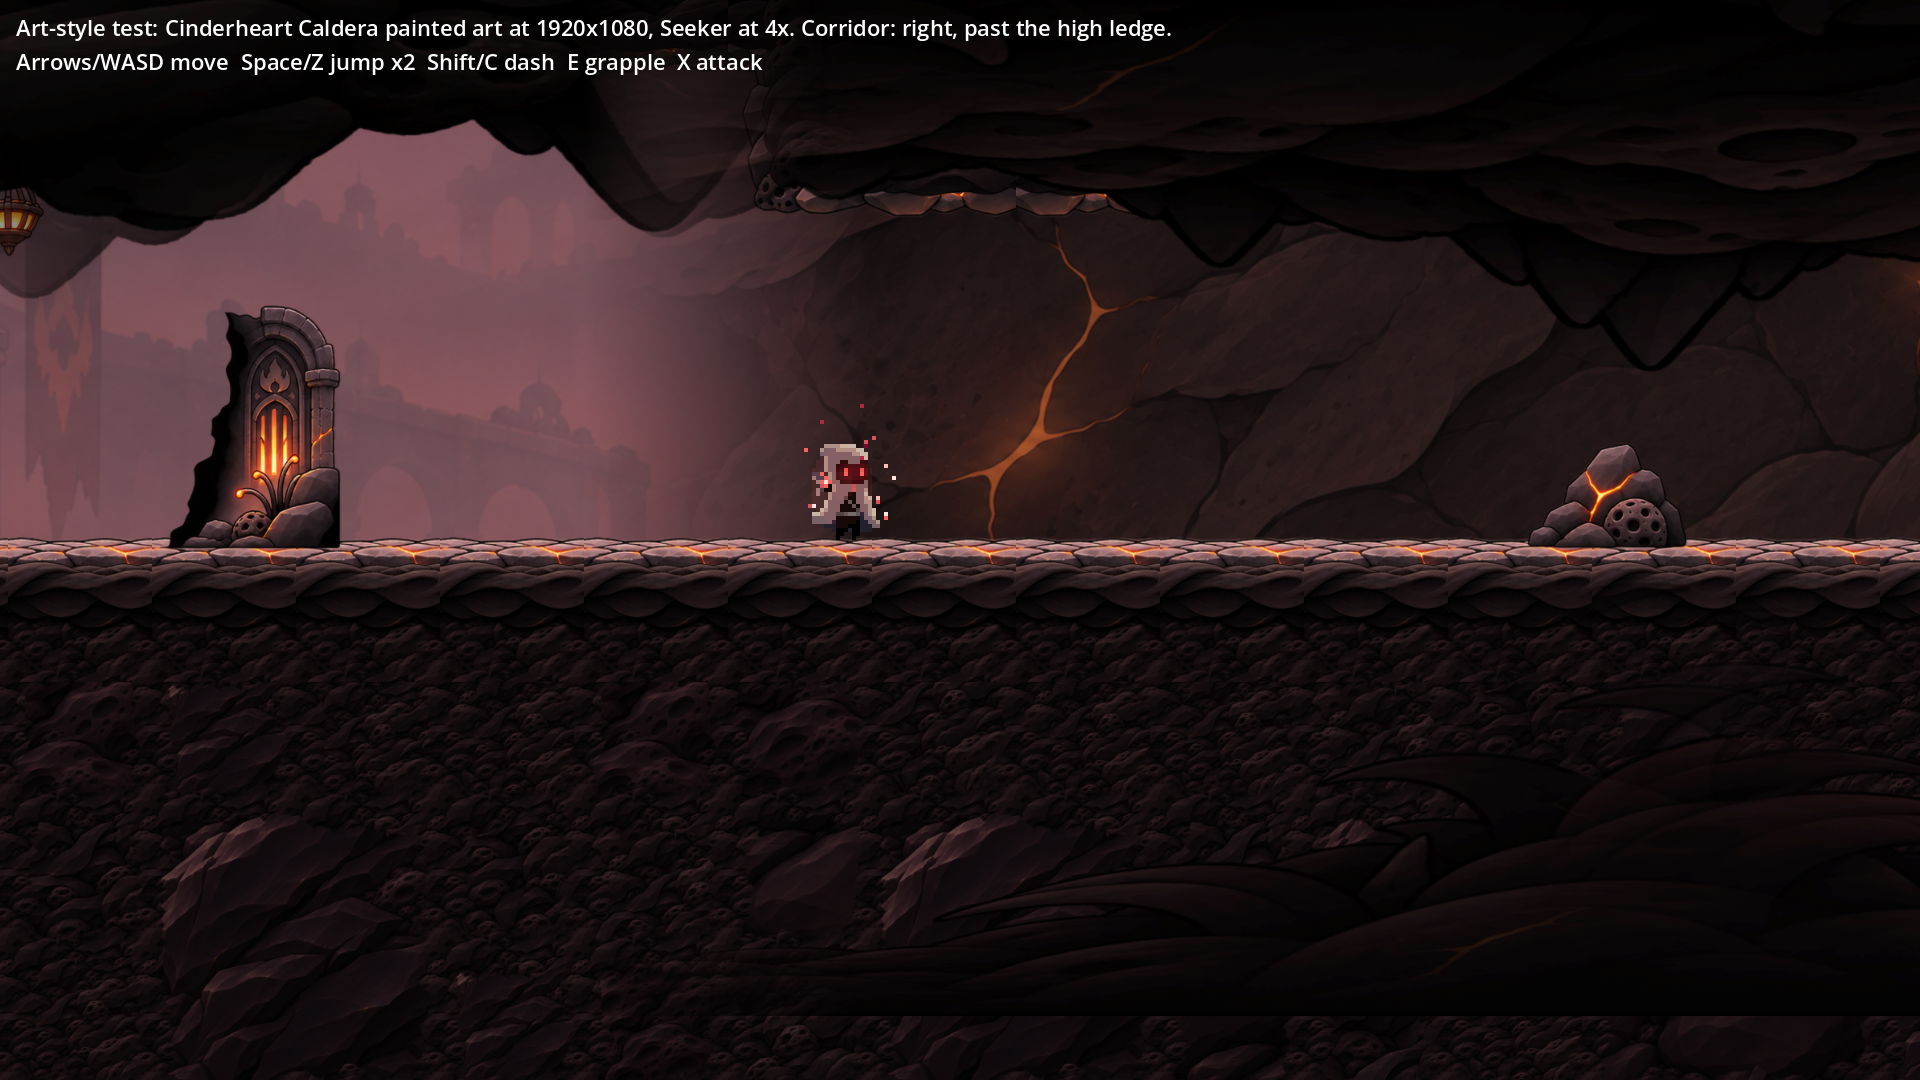 Art-style test: Cinderheart Caldera painted art at 1920x1080, Seeker at 4x. Corridor: right, past the high ledge.
Arrows/WASD move  Space/Z jump x2  Shift/C dash  E grapple  X attack